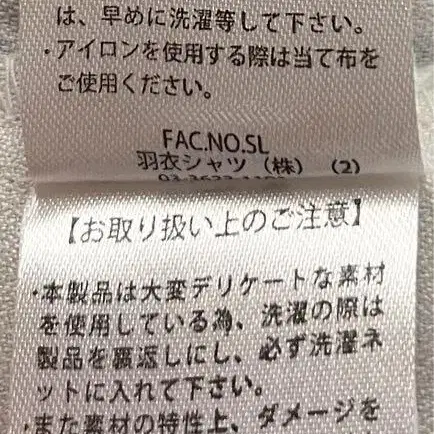 は、早めに洗濯等して下さい。
・アイロンを使用する際は当て布を
ご使用ください。
FAC.NO.SL
羽衣シャツ（株） (2)
【お取り扱い上のご注意】
・本製品は大変デリケートな素材
を使用している為、洗濯の際は
製品を裏返しにし、必ず洗濯ネ
ットに入れて下さい。
・また素材の特性上、ダメージを